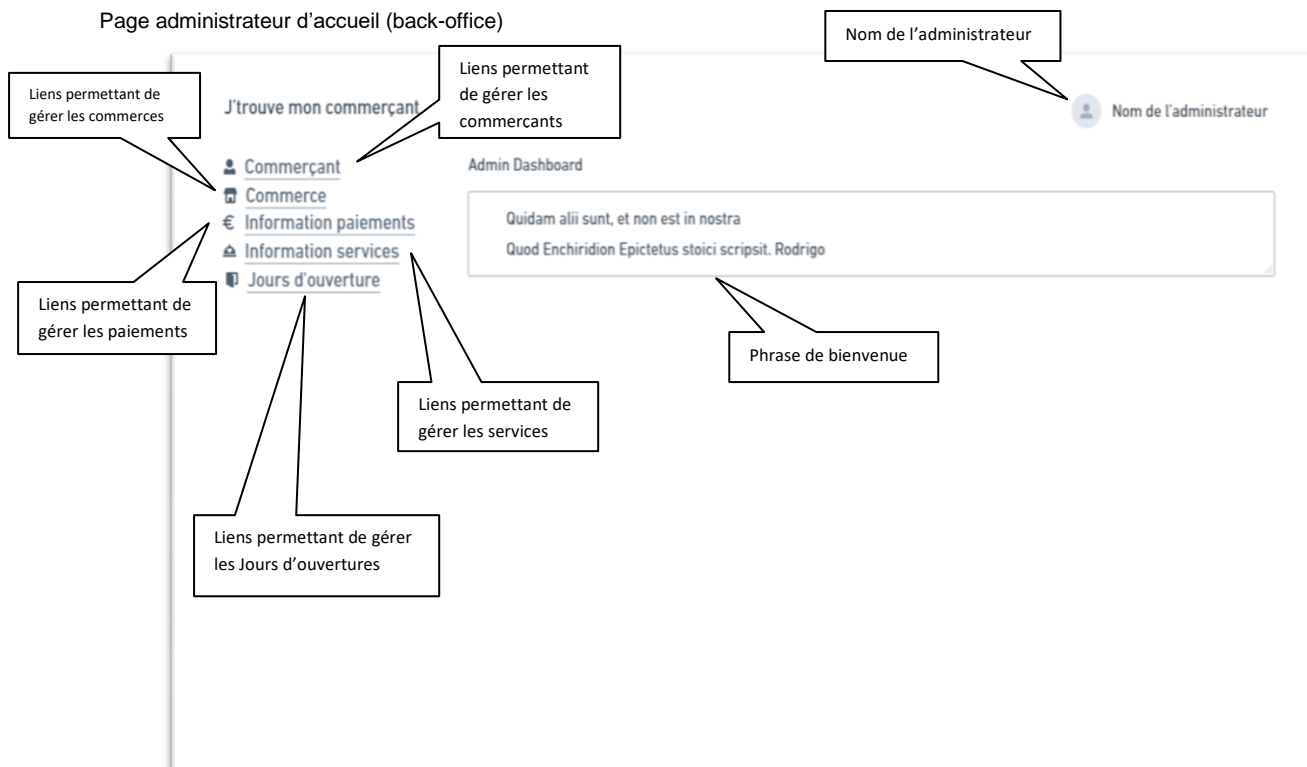 Page administrateur d’accueil (back-office)
Nom de l’administrateur
Liens permettant
de gérer les
commerçants
Liens permettant de
gérer les commerces
J'trouve mon commerçant
Nom de l'administrateur
Commerçant
Commerce
Information paiements
Information services
Jours d'ouverture
Admin Dashboard
Quidam alii sunt, et non est in nostra
Quod Enchiridion Epictetus stoici scripsit. Rodrigo
Liens permettant de
gérer les paiements
Phrase de bienvenue
Liens permettant de
gérer les services
Liens permettant de gérer
les Jours d’ouvertures